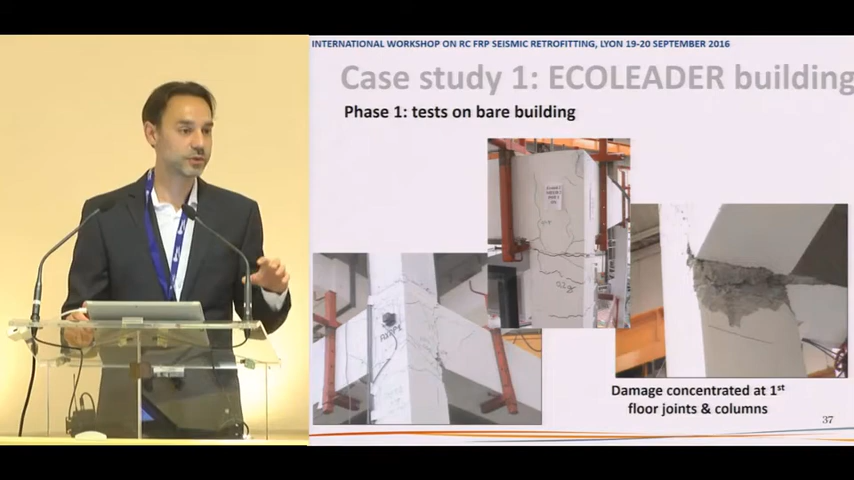 INTERNATIONAL WORKSHOP ON RC FRP SEISMIC RETROFITTING, LYON 19-20 SEPTEMBER 2016
Case study 1: ECOLEADER building
Phase 1: tests on bare building
Damage concentrated at 1st
floor joints & columns
37